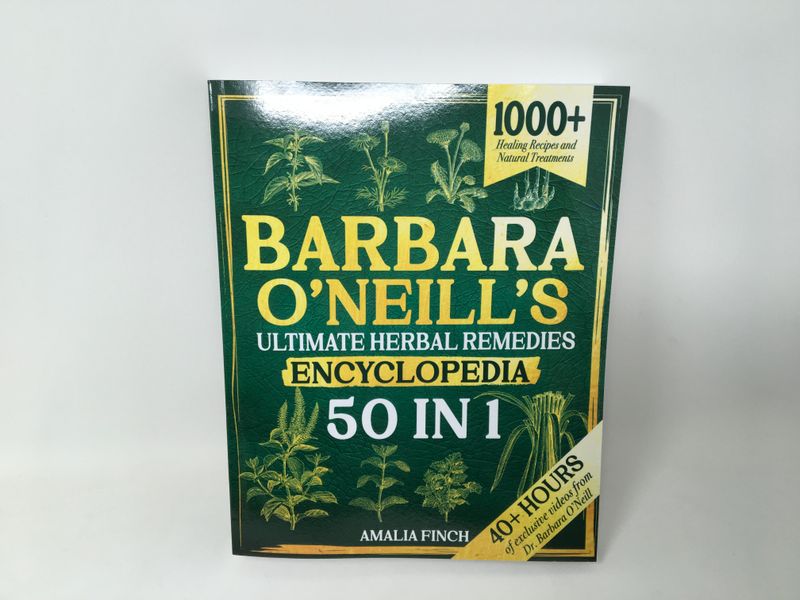 1000+
Healing Recipes and
Natural Treatments
BARBARA
O'NEILL'S
ULTIMATE HERBAL REMEDIES
ENCYCLOPEDIA
50 IN 1
40+ HOURS
of exclusive videos from
Dr. Barbara O'Neill
AMALIA FINCH